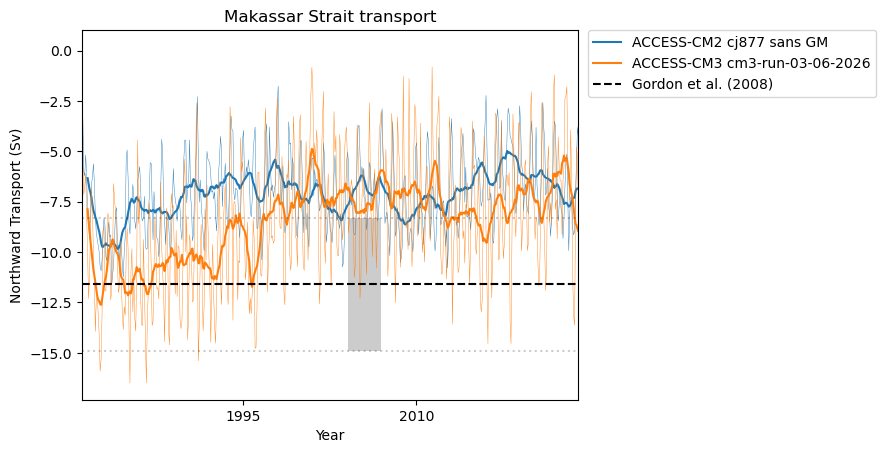 Makassar Strait transport
ACCESS-CM2 cj877 sans GM
ACCESS-CM3 cm3-run-03-06-2026
Gordon et al. (2008)
Northward Transport (Sv)
0.0
−2.5
−5.0
−7.5
−10.0
−12.5
−15.0
1995
2010
Year